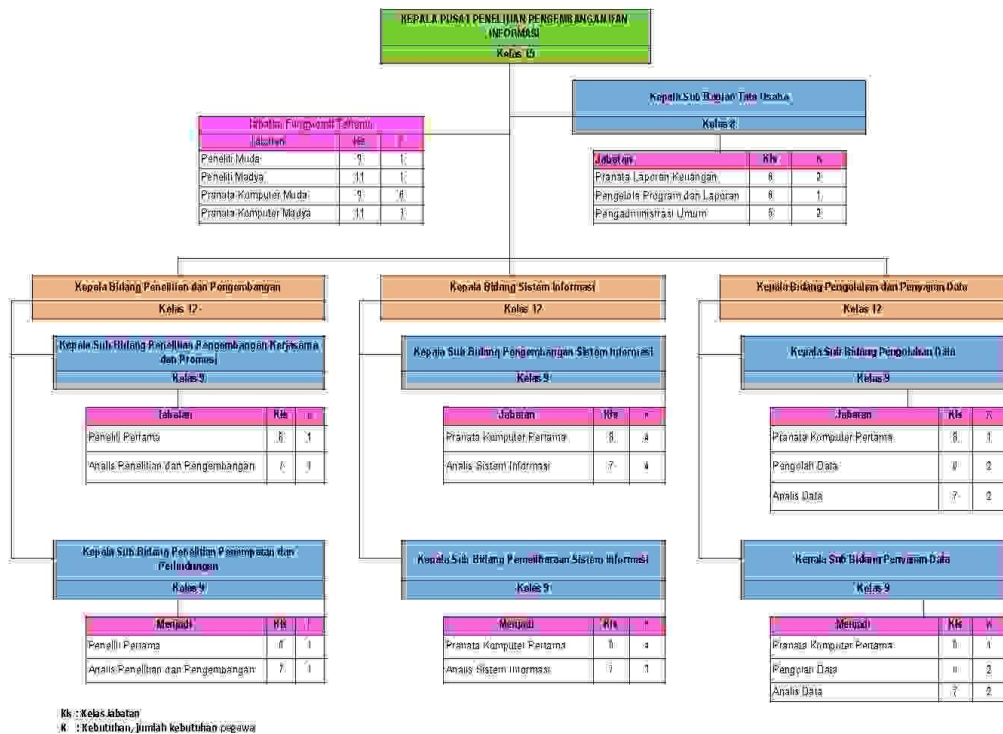 KEPALA PUSAT PENELITIAN PENGEMBANGAN DAN
INFORMASI
Kelas 15
Kepala Sub Bagian Tata Usaha
Kelas 8
Jabatan Fungsional Tertentu
Jabatan Kls
Peneliti Muda 9 1
Peneliti Madya 11 1
Pranata Komputer Muda 9 6
Pranata Komputer Madya 11
Jabatan Kls K
Pranata Laporan Keuangan 6 2
Pengelola Program dan Laporan 6 1
Pengadministrasi Umum 5 2
Kepala Bidang Penelitian dan Pengembangan
Kelas 12
Kepala Sub Bidang Penelitian Pengembangan Kerjasama
dan Promosi
Kelas 9
Jabatan Kls
Peneliti Pertama 8 1
Analis Penelitian dan Pengembangan 7
Kepala Sub Bidang Penelitian Penempatan dan
Perlindungan
Kelas 9
Menjadi Kls
Peneliti Pertama 1
Analis Penelitian dan Pengembangan 7 1
Kepala Bidang Sistem Informasi
Kelas 12
Kepala Sub Bidang Pengembangan Sistem Informasi
Kelas 9
Jabatan Kls
Pranata Komputer Pertama 8 4
Analis Sistem Informasi 7 4
Kepala Sub Bidang Pemeliharaan Sistem Informasi
Kelas 9
Menjadi Kls
Pranata Komputer Pertama 4
Analis Sistem Informasi 7
Kepala Bidang Pengolahan dan Penyajian Data
Kelas 12
Kepala Sub Bidang Pengolahan Data
Kelas 9
Jabatan Kls K
Pranata Komputer Pertama 8
Pengolah Data 2
Analis Data 7 2
Kepala Sub Bidang Penyajian Data
Kelas 9
Menjadi Kls K
Pranata Komputer Pertama
Pengolah Data 2
Analis Data 7 2
Kls : Kelas Jabatan
K : Kebutuhan, jumlah kebutuhan pegawai